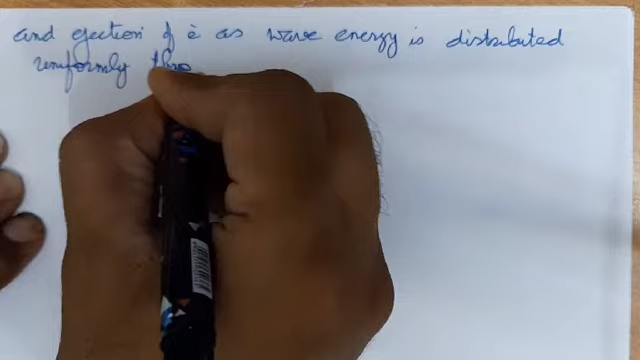 and ejection of e⁻ as wave energy is distributed
uniformly thro